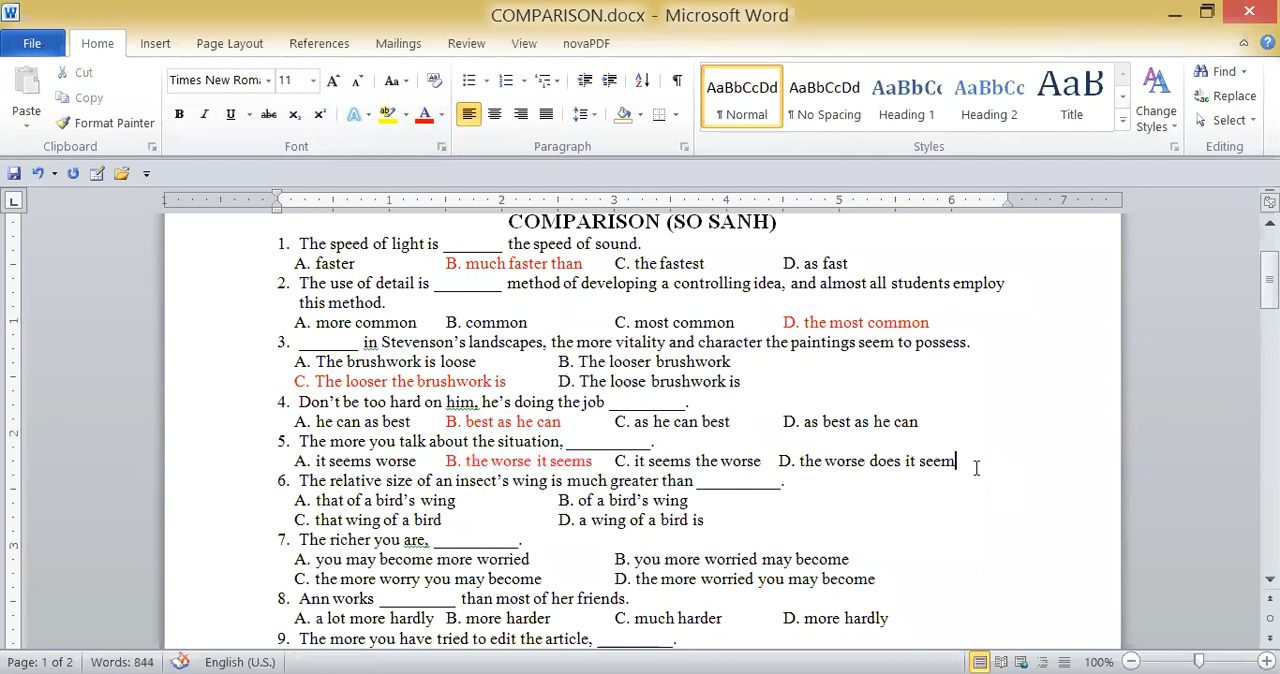 COMPARISON.docx - Microsoft Word
File Home Insert Page Layout References Mailings Review View novaPDF
Paste Cut Copy Format Painter
Times New Roma 11
AaBbCcDd ¶ Normal AaBbCcDd ¶ No Spacing AaBbCc Heading 1 AaBbCc Heading 2 AaB Title
Change Styles
Find Replace Select
Clipboard Font Paragraph Styles Editing
COMPARISON (SO SANH)
1. The speed of light is _______ the speed of sound.
A. faster B. much faster than C. the fastest D. as fast
2. The use of detail is ________ method of developing a controlling idea, and almost all students employ
this method.
A. more common B. common C. most common D. the most common
3. _______ in Stevenson’s landscapes, the more vitality and character the paintings seem to possess.
A. The brushwork is loose B. The looser brushwork
C. The looser the brushwork is D. The loose brushwork is
4. Don’t be too hard on him, he’s doing the job _________.
A. he can as best B. best as he can C. as he can best D. as best as he can
5. The more you talk about the situation, __________.
A. it seems worse B. the worse it seems C. it seems the worse D. the worse does it seem
6. The relative size of an insect’s wing is much greater than __________.
A. that of a bird’s wing B. of a bird’s wing
C. that wing of a bird D. a wing of a bird is
7. The richer you are, __________.
A. you may become more worried B. you more worried may become
C. the more worry you may become D. the more worried you may become
8. Ann works _________ than most of her friends.
A. a lot more hardly B. more harder C. much harder D. more hardly
9. The more you have tried to edit the article, _________.
Page: 1 of 2 Words: 844 English (U.S.) 100%